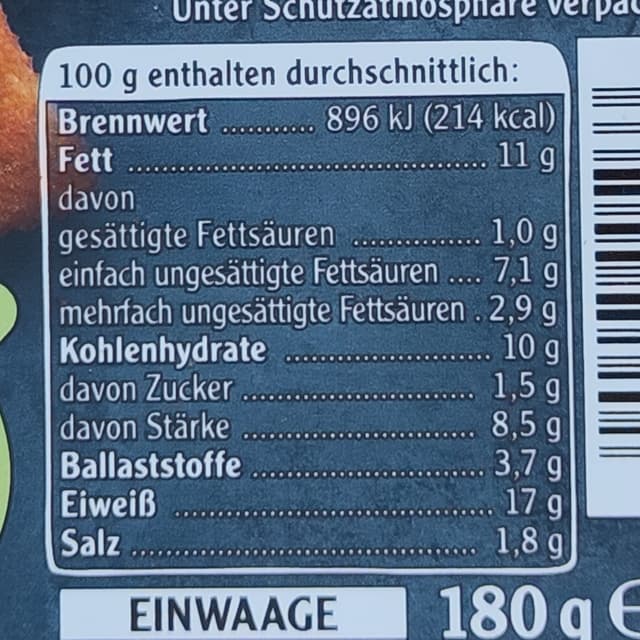 Unter Schutzatmosphäre
100 g enthalten durchschnittlich:
Brennwert ............ 896 kJ (214 kcal)
Fett ................................ 11 g
davon
gesättigte Fettsäuren ............. 1,0 g
einfach ungesättigte Fettsäuren .... 7,1 g
mehrfach ungesättigte Fettsäuren . 2,9 g
Kohlenhydrate ..................... 10 g
davon Zucker ........................ 1,5 g
davon Stärke ........................ 8,5 g
Ballaststoffe ........................ 3,7 g
Eiweiß ................................ 17 g
Salz .................................. 1,8 g
EINWAAGE 180 g